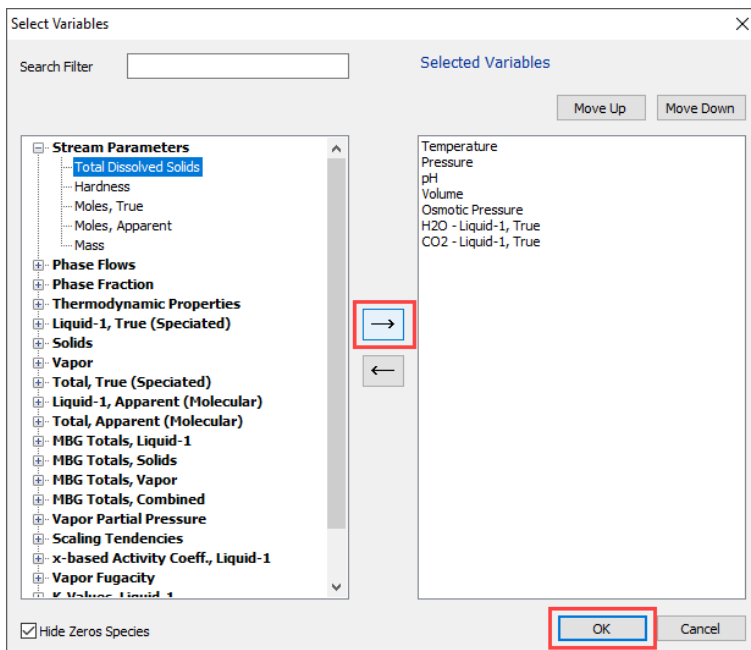 Select Variables
Search Filter
Selected Variables
Move Up
Move Down
Stream Parameters
Total Dissolved Solids
Hardness
Moles, True
Moles, Apparent
Mass
Phase Flows
Phase Fraction
Thermodynamic Properties
Liquid-1, True (Speciated)
Solids
Vapor
Total, True (Speciated)
Liquid-1, Apparent (Molecular)
Total, Apparent (Molecular)
MBG Totals, Liquid-1
MBG Totals, Solids
MBG Totals, Vapor
MBG Totals, Combined
Vapor Partial Pressure
Scaling Tendencies
x-based Activity Coeff., Liquid-1
Vapor Fugacity
K-Values, Liquid-1
Temperature
Pressure
pH
Volume
Osmotic Pressure
H2O - Liquid-1, True
CO2 - Liquid-1, True
Hide Zeros Species
OK
Cancel